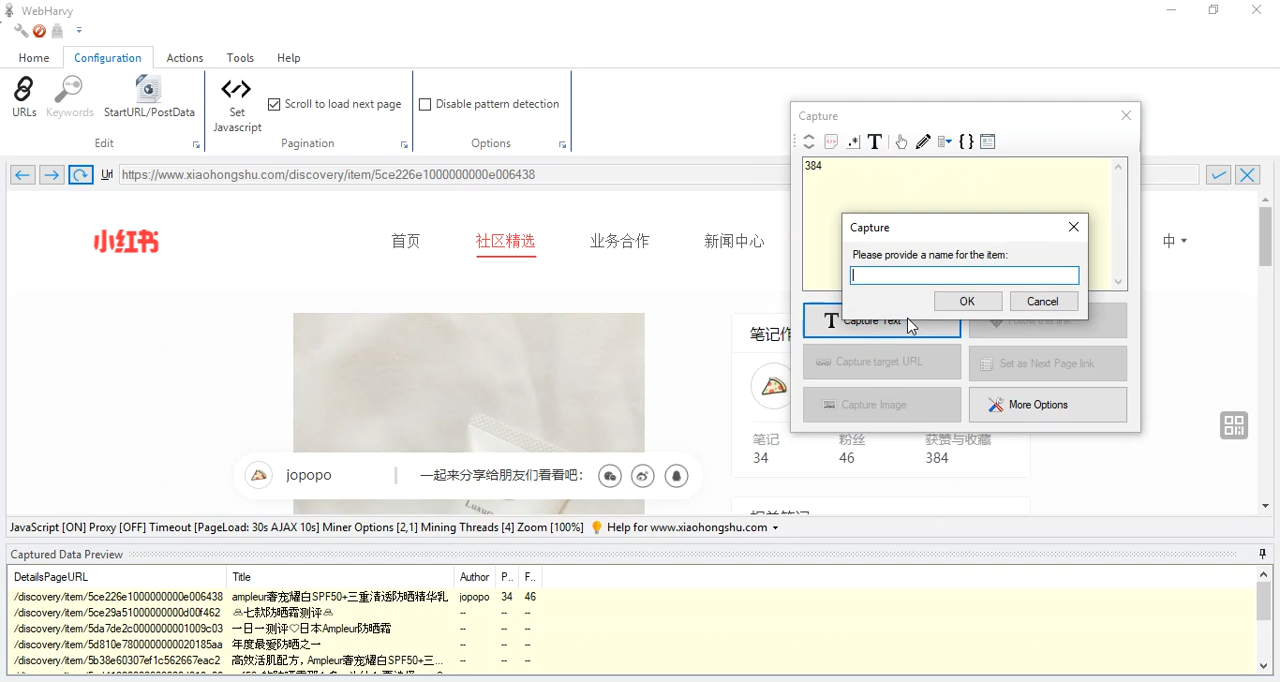 WebHarvy
Home Configuration Actions Tools Help
URLs Keywords StartURL/PostData
Edit
Set Javascript
Scroll to load next page
Pagination
Disable pattern detection
Options
Url https://www.xiaohongshu.com/discovery/item/5ce226e1000000000e006438
小红书
首页 社区精选 业务合作 新闻中心 中
笔记 粉丝 获赞与收藏
34 46 384
jopopo 一起来分享给朋友们看看吧:
Capture
384
Capture
Please provide a name for the item:
OK Cancel
Capture Text Follow this link
Capture target URL Set as Next Page link
Capture Image More Options
JavaScript [ON] Proxy [OFF] Timeout [PageLoad: 30s AJAX 10s] Miner Options [2,1] Mining Threads [4] Zoom [100%] Help for www.xiaohongshu.com
Captured Data Preview
DetailsPageURL Title Author P.. F..
/discovery/item/5ce226e1000000000e006438 ampleur奢宠耀白SPF50+三重清透防晒精华乳 jopopo 34 46
/discovery/item/5ce29a51000000000d00f462 七款防晒霜测评 -- -- --
/discovery/item/5da7de2c0000000001009c03 一日一测评♡日本Ampleur防晒霜 -- -- --
/discovery/item/5d810e7800000000020185aa 年度最爱防晒之一 -- -- --
/discovery/item/5b38e60307ef1c562667eac2 高效活肌配方，Ampleur奢宠耀白SPF50+三... -- -- --